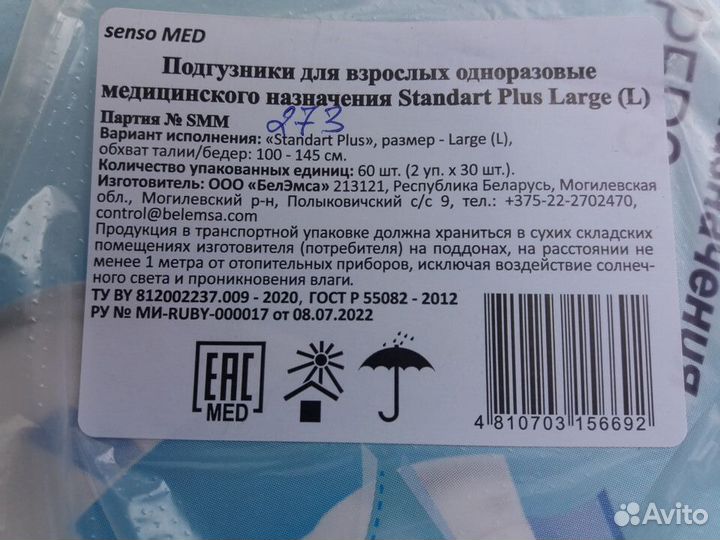 senso MED
Подгузники для взрослых одноразовые
медицинского назначения Standart Plus Large (L)
Партия № SMM 273
Вариант исполнения: «Standart Plus», размер - Large (L),
обхват талии/бедер: 100 - 145 см.
Количество упакованных единиц: 60 шт. (2 уп. x 30 шт.).
Изготовитель: ООО «БелЭмса» 213121, Республика Беларусь, Могилевская
обл., Могилевский р-н, Полыковичский с/с 9, тел.: +375-22-2702470,
control@belemsa.com
Продукция в транспортной упаковке должна храниться в сухих складских
помещениях изготовителя (потребителя) на поддонах, на расстоянии не
менее 1 метра от отопительных приборов, исключая воздействие солнеч-
ного света и проникновения влаги.
ТУ BY 812002237.009 - 2020, ГОСТ Р 55082 - 2012
РУ № МИ-RUBY-000017 от 08.07.2022
EAC
MED
4 810703 156692
Avito